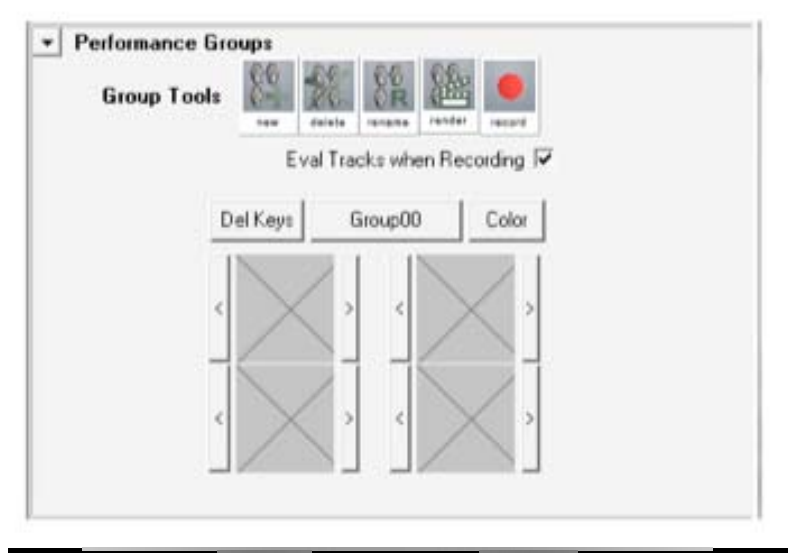 Performance Groups
Group Tools
new delete rename render record
Eval Tracks when Recording
Del Keys Group00 Color
< > < >
< > < >